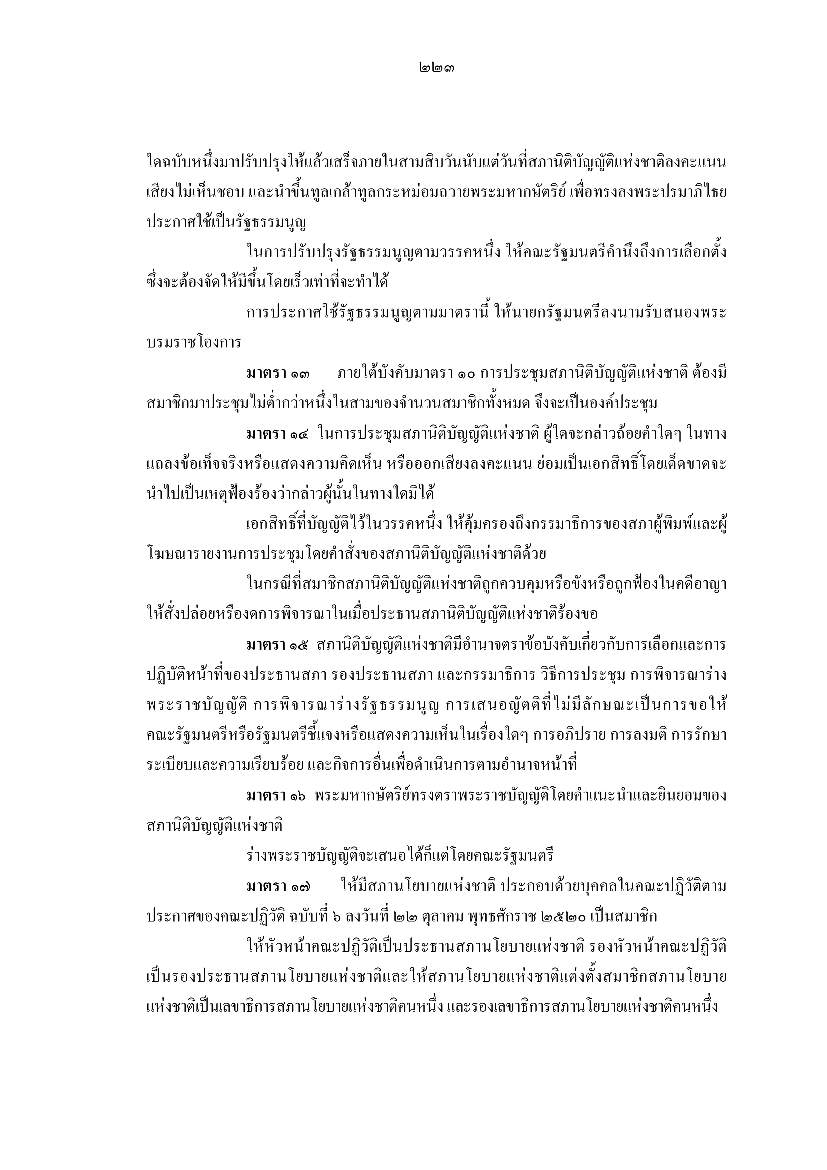 ๒๒๓
ใดฉบับหนึ่งมาปรับปรุงให้แล้วเสร็จภายในสามสิบวันนับแต่วันที่สภานิติบัญญัติแห่งชาติลงคะแนน
เสียงไม่เห็นชอบ และนำขึ้นทูลเกล้าทูลกระหม่อมถวายพระมหากษัตริย์ เพื่อทรงลงพระปรมาภิไธย
ประกาศใช้เป็นรัฐธรรมนูญ
ในการปรับปรุงรัฐธรรมนูญตามวรรคหนึ่ง ให้คณะรัฐมนตรีคำนึงถึงการเลือกตั้ง
ซึ่งจะต้องจัดให้มีขึ้นโดยเร็วเท่าที่จะทำได้
การประกาศใช้รัฐธรรมนูญตามมาตรานี้ ให้นายกรัฐมนตรีลงนามรับสนองพระ
บรมราชโองการ
มาตรา ๑๓ ภายใต้บังคับมาตรา ๑๐ การประชุมสภานิติบัญญัติแห่งชาติ ต้องมี
สมาชิกมาประชุมไม่ต่ำกว่าหนึ่งในสามของจำนวนสมาชิกทั้งหมด จึงจะเป็นองค์ประชุม
มาตรา ๑๔ ในการประชุมสภานิติบัญญัติแห่งชาติ ผู้ใดจะกล่าวถ้อยคำใดๆ ในทาง
แถลงข้อเท็จจริงหรือแสดงความคิดเห็น หรือออกเสียงลงคะแนน ย่อมเป็นเอกสิทธิ์โดยเด็ดขาดจะ
นำไปเป็นเหตุฟ้องร้องว่ากล่าวผู้นั้นในทางใดมิได้
เอกสิทธิ์ที่บัญญัติไว้ในวรรคหนึ่ง ให้คุ้มครองถึงกรรมาธิการของสภาผู้พิมพ์และผู้
โฆษณารายงานการประชุมโดยคำสั่งของสภานิติบัญญัติแห่งชาติด้วย
ในกรณีที่สมาชิกสภานิติบัญญัติแห่งชาติถูกควบคุมหรือขังหรือถูกฟ้องในคดีอาญา
ให้สั่งปล่อยหรืองดการพิจารณาในเมื่อประธานสภานิติบัญญัติแห่งชาติร้องขอ
มาตรา ๑๕ สภานิติบัญญัติแห่งชาติมีอำนาจตราข้อบังคับเกี่ยวกับการเลือกและการ
ปฏิบัติหน้าที่ของประธานสภา รองประธานสภา และกรรมาธิการ วิธีการประชุม การพิจารณาร่าง
พระราชบัญญัติ การพิจารณาร่างรัฐธรรมนูญ การเสนอญัตติที่ไม่มีลักษณะเป็นการขอให้
คณะรัฐมนตรีหรือรัฐมนตรีชี้แจงหรือแสดงความเห็นในเรื่องใดๆ การอภิปราย การลงมติ การรักษา
ระเบียบและความเรียบร้อย และกิจการอื่นเพื่อดำเนินการตามอำนาจหน้าที่
มาตรา ๑๖ พระมหากษัตริย์ทรงตราพระราชบัญญัติโดยคำแนะนำและยินยอมของ
สภานิติบัญญัติแห่งชาติ
ร่างพระราชบัญญัติจะเสนอได้ก็แต่โดยคณะรัฐมนตรี
มาตรา ๑๗ ให้มีสภานโยบายแห่งชาติ ประกอบด้วยบุคคลในคณะปฏิวัติตาม
ประกาศของคณะปฏิวัติ ฉบับที่ ๖ ลงวันที่ ๒๒ ตุลาคม พุทธศักราช ๒๕๒๐ เป็นสมาชิก
ให้หัวหน้าคณะปฏิวัติเป็นประธานสภานโยบายแห่งชาติ รองหัวหน้าคณะปฏิวัติ
เป็นรองประธานสภานโยบายแห่งชาติและให้สภานโยบายแห่งชาติแต่งตั้งสมาชิกสภานโยบาย
แห่งชาติเป็นเลขาธิการสภานโยบายแห่งชาติคนหนึ่ง และรองเลขาธิการสภานโยบายแห่งชาติคนหนึ่ง